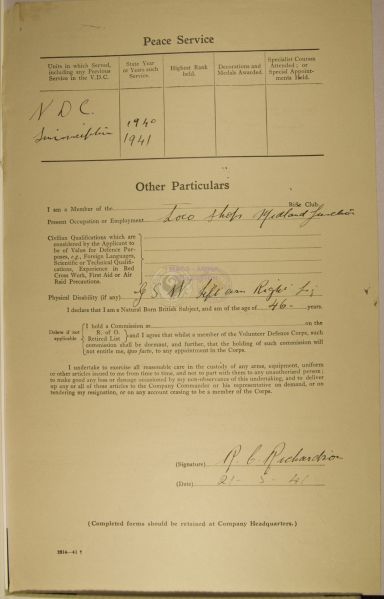 Peace Service
Units in which Served, including any Previous Service in the V.D.C.
State Year or Years such Service.
Highest Rank held.
Decorations and Medals Awarded.
Specialist Courses Attended; or Special Appointments Held.
V.D.C. 1940
1941
Other Particulars
I am a Member of the Rifle Club.
Present Occupation or Employment Loco Shops Midland Junction
Civilian Qualifications which are
considered by the Applicant to
be of Value for Defence Purposes,
e.g., Foreign Languages,
Scientific or Technical Qualifications,
Experience in Red
Cross Work, First Aid or Air
Raid Precautions.
Physical Disability (if any) G S W left arm Right
I declare that I am a Natural Born British Subject, and am of the age of 46 years.
Delete if not applicable
I hold a Commission as on the
R. of O.
Retired List
and I agree that whilst a member of the Volunteer Defence Corps, such
commission shall be dormant, and further, that the holding of such commission will
not entitle me, ipso facto, to any appointment in the Corps.
I undertake to exercise all reasonable care in the custody of any arms, equipment, uniform
or other articles issued to me from time to time, and not to part with them to any unauthorised person;
to make good any loss or damage occasioned by my non-observance of this undertaking, and to deliver
up any or all of those articles to the Company Commander or his representative on demand, or on
tendering my resignation, or on any account ceasing to be a member of the Corps.
(Signature) R C Richardson
(Date) 21-5-41
(Completed forms should be retained at Company Headquarters.)